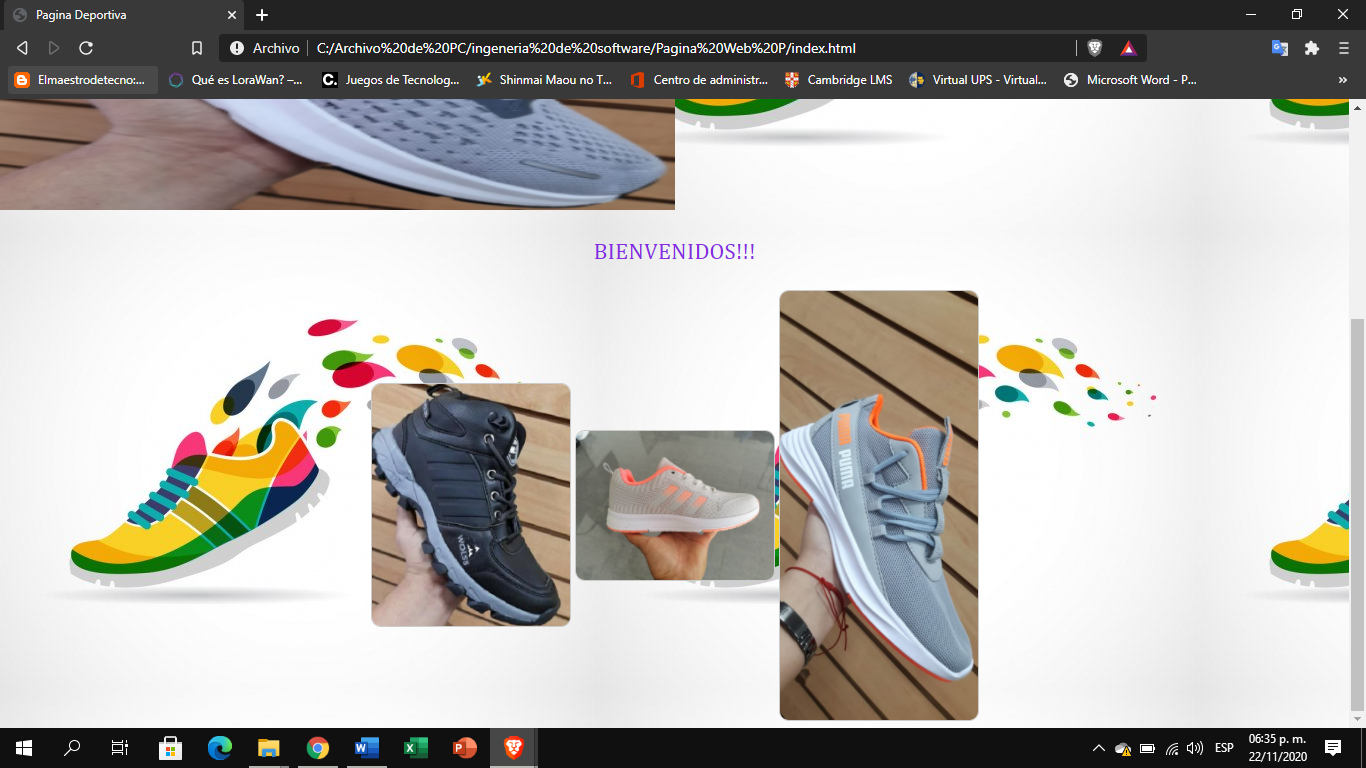 Pagina Deportiva
Archivo
C:/Archivo%20de%20PC/ingeneria%20de%20software/Pagina%20Web%20P/index.html
Elmaestrodetecno:...
Qué es LoraWan? –...
Juegos de Tecnolog...
Shinmai Maou no T...
Centro de administr...
Cambridge LMS
Virtual UPS - Virtual...
Microsoft Word - P...
BIENVENIDOS!!!
WOLSS
PUMA
ESP
06:35 p. m.
22/11/2020